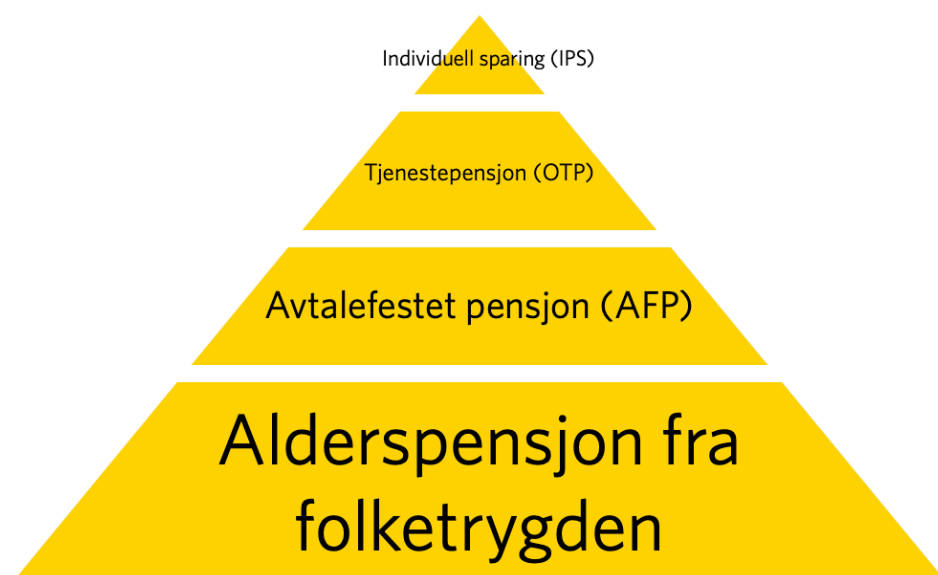 Individuell sparing (IPS)
Tjenestepensjon (OTP)
Avtalefestet pensjon (AFP)
Alderspensjon fra
folketrygden